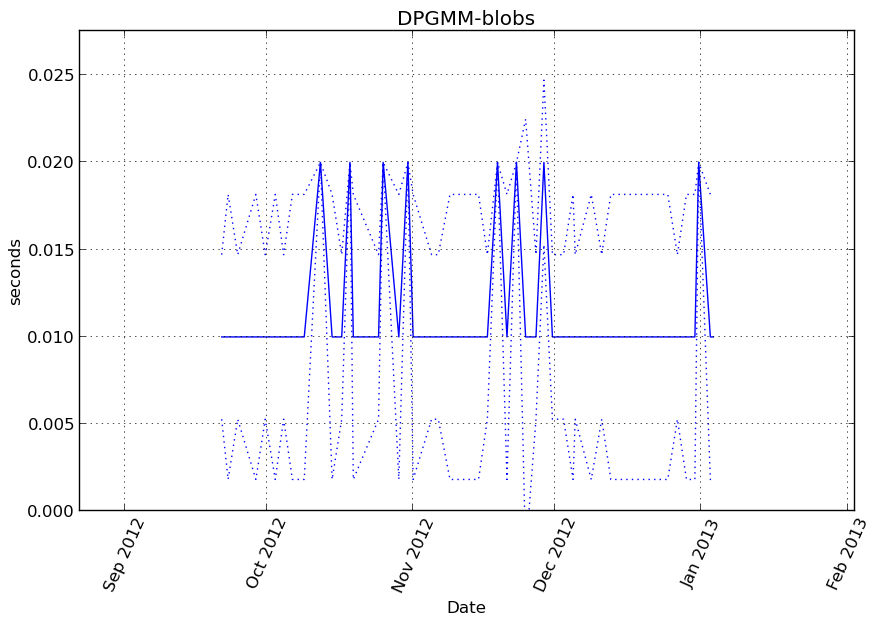 DPGMM-blobs
0.025
0.020
0.015
0.010
0.005
0.000
seconds
Sep 2012
Oct 2012
Nov 2012
Dec 2012
Jan 2013
Feb 2013
Date